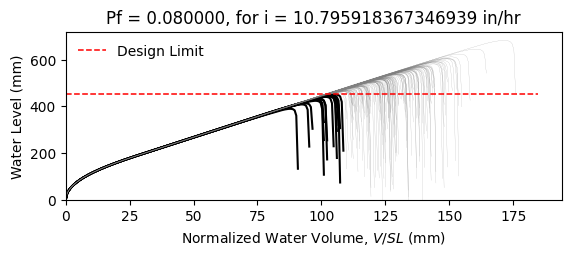 Pf = 0.080000, for i = 10.795918367346939 in/hr
Design Limit
Water Level (mm)
600
400
200
0
0 25 50 75 100 125 150 175
Normalized Water Volume, V/SL (mm)